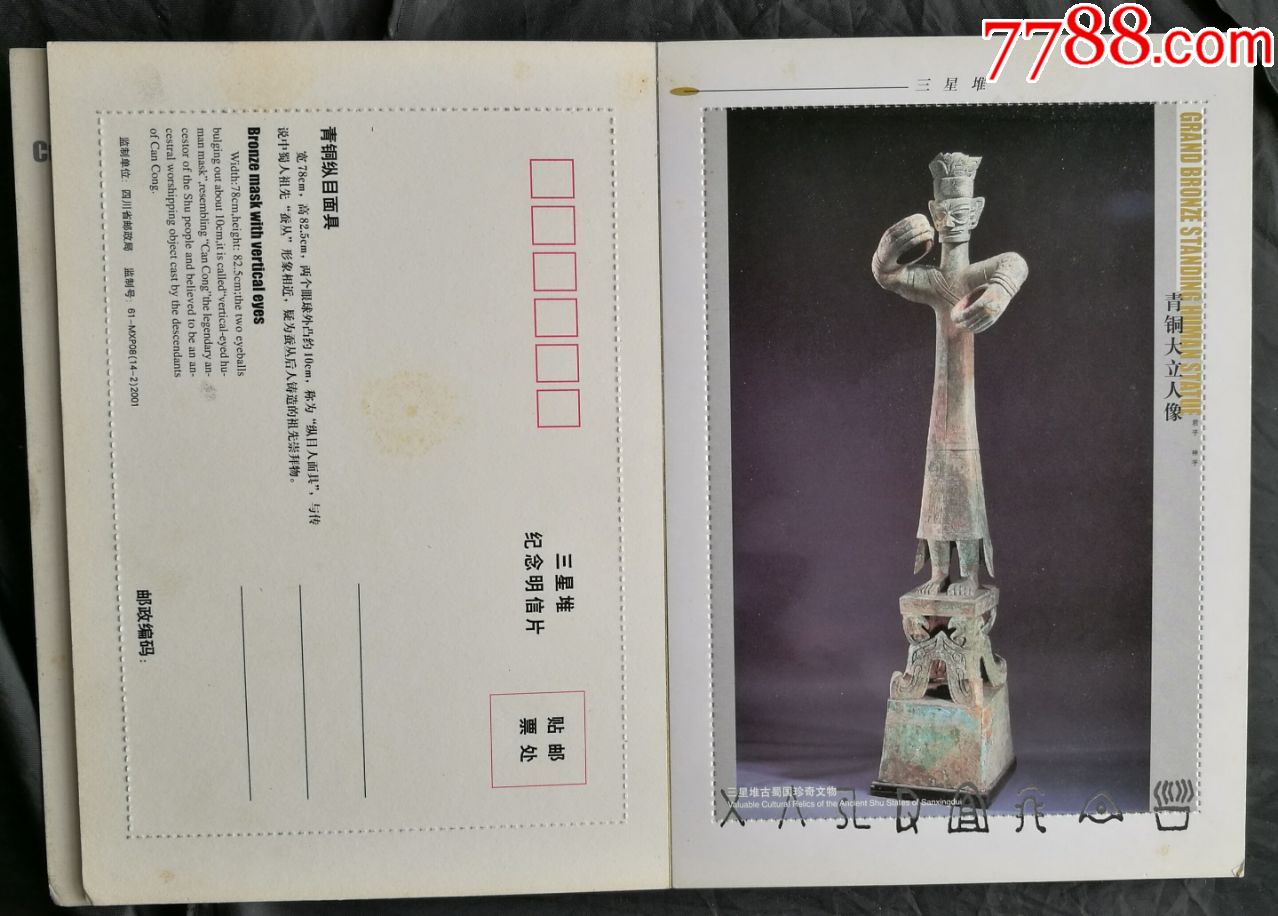 7788.com
三星堆
纪念明信片
贴邮
票处
青铜纵目面具
宽78cm，高82.5cm，两个眼球外凸约10cm，称为“纵目人面具”，与传
说中蜀人祖先“蚕丛”形象相近，疑为蚕丛后人铸造的祖先崇拜物。
Bronze mask with vertical eyes
Width:78cm,height: 82.5cm;the two eyeballs
bulging out about 10cm,it is called"vertical-eyed hu-
man mask",resembling "Can Cong"the legendary an-
cestor of the Shu people and believed to be an an-
cestral worshipping object cast by the descendants
of Can Cong.
监制单位：四川省邮政局 监制号：61-MXP08(14-2)2001
邮政编码：
三星堆
GRAND BRONZE STANDING HUMAN STATUE
青铜大立人像
三星堆古蜀国珍奇文物
Valuable Cultural Relics of the Ancient Shu States of Sanxingdui
C